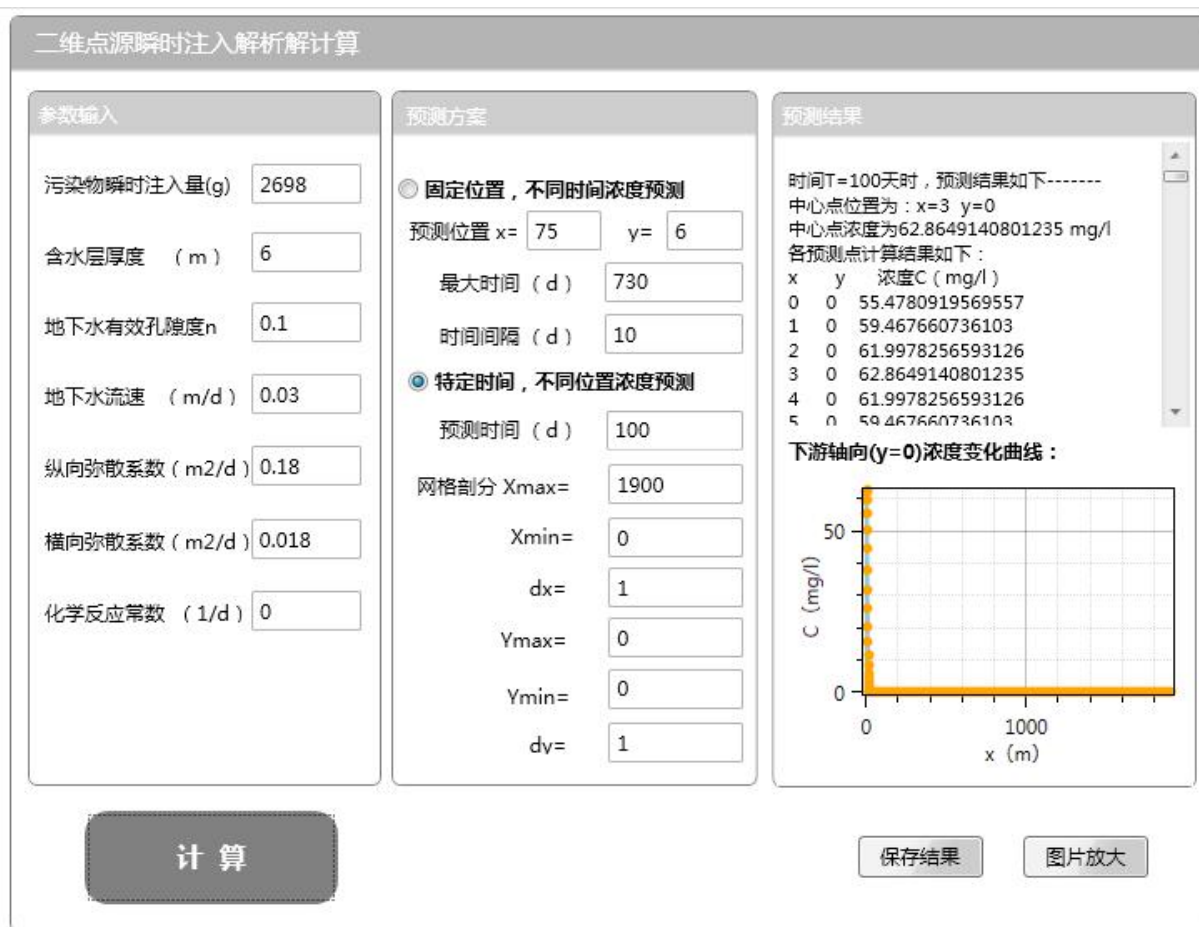 二维点源瞬时注入解析解计算
参数输入
污染物瞬时注入量(g) 2698
含水层厚度 （m） 6
地下水有效孔隙度n 0.1
地下水流速 （m/d） 0.03
纵向弥散系数（m2/d） 0.18
横向弥散系数（m2/d） 0.018
化学反应常数 （1/d） 0
计 算
预测方案
固定位置，不同时间浓度预测
预测位置 x= 75 y= 6
最大时间（d） 730
时间间隔（d） 10
特定时间，不同位置浓度预测
预测时间（d） 100
网格剖分 Xmax= 1900
Xmin= 0
dx= 1
Ymax= 0
Ymin= 0
dy= 1
预测结果
时间T=100天时，预测结果如下-------
中心点位置为：x=3 y=0
中心点浓度为62.8649140801235 mg/l
各预测点计算结果如下：
x y 浓度C（mg/l）
0 0 55.4780919569557
1 0 59.467660736103
2 0 61.9978256593126
3 0 62.8649140801235
4 0 61.9978256593126
5 0 59.467660736103
下游轴向(y=0)浓度变化曲线：
C (mg/l)
50
0
0 1000
x (m)
保存结果 图片放大